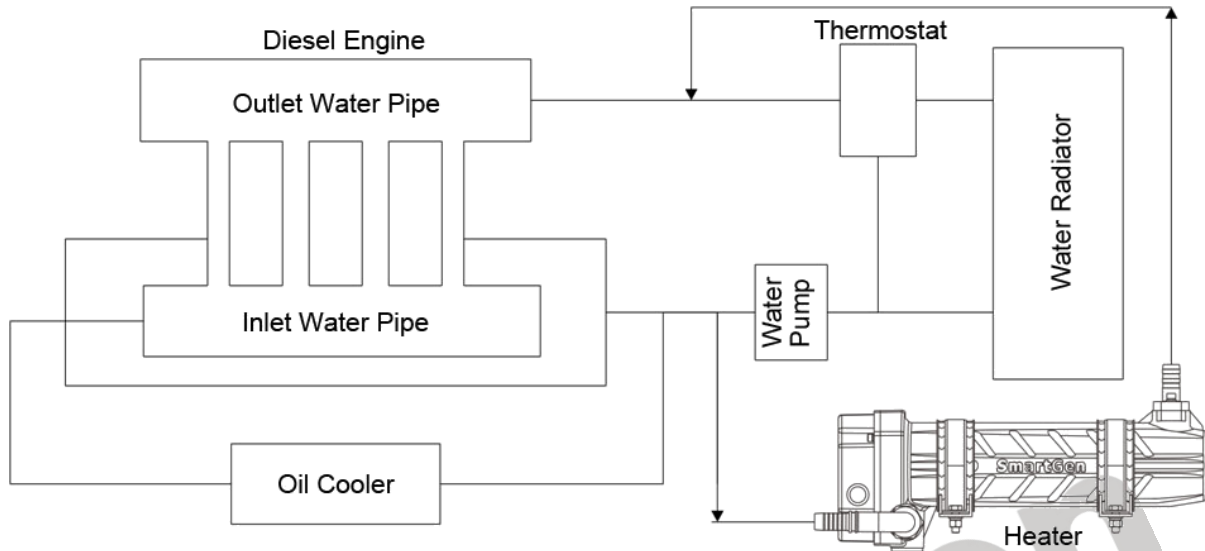 Diesel Engine
Thermostat
Outlet Water Pipe
Water Radiator
Inlet Water Pipe
Water
Pump
Oil Cooler
SmartGen
Heater